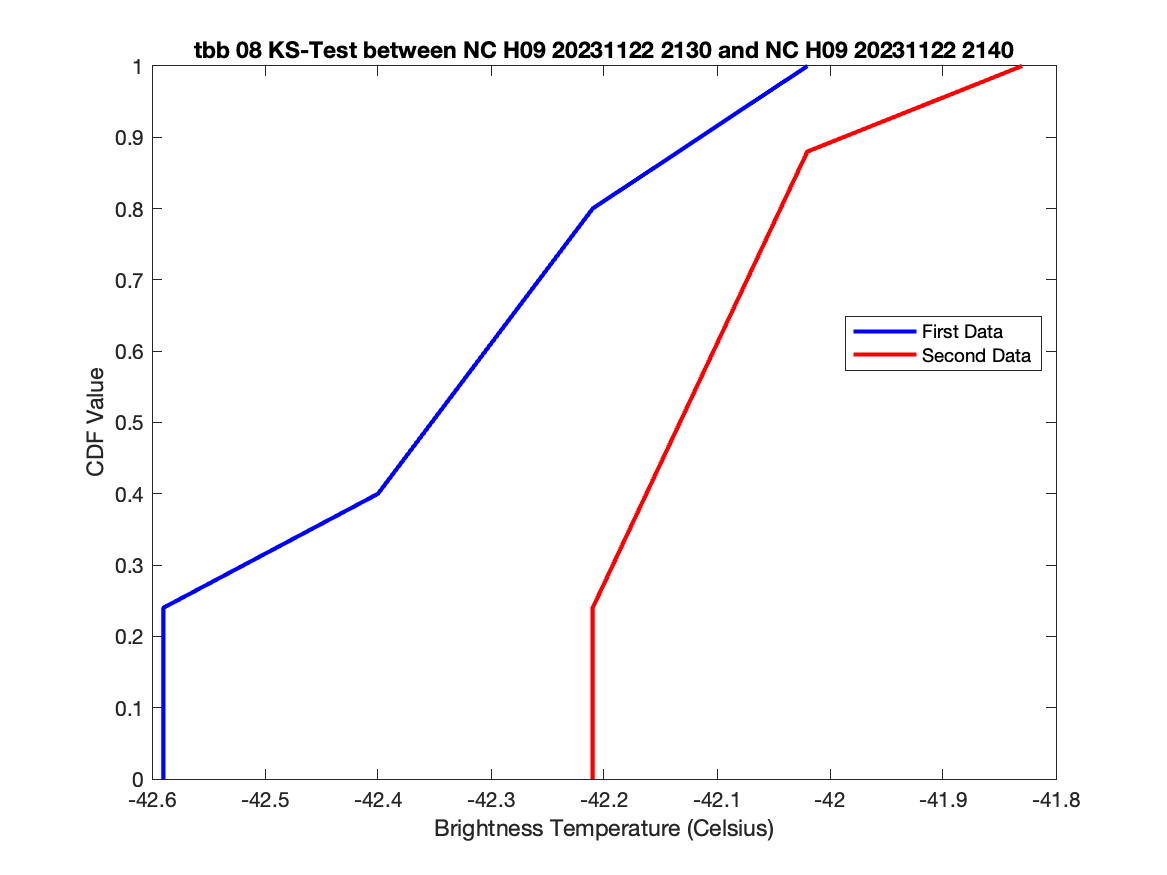 tbb 08 KS-Test between NC H09 20231122 2130 and NC H09 20231122 2140
1
0.9
0.8
0.7
0.6
0.5
0.4
0.3
0.2
0.1
0
CDF Value
First Data
Second Data
-42.6 -42.5 -42.4 -42.3 -42.2 -42.1 -42 -41.9 -41.8
Brightness Temperature (Celsius)